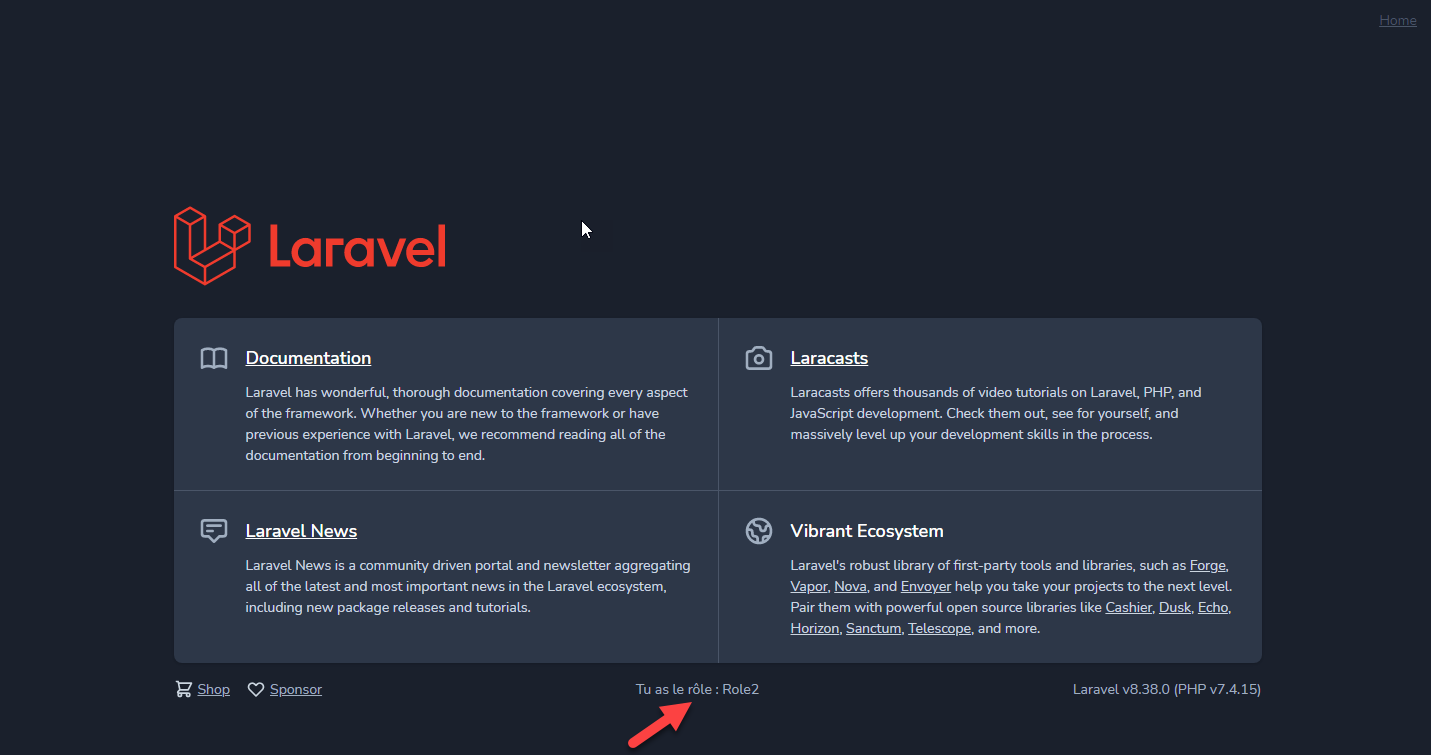 Home
Laravel
Documentation
Laravel has wonderful, thorough documentation covering every aspect
of the framework. Whether you are new to the framework or have
previous experience with Laravel, we recommend reading all of the
documentation from beginning to end.
Laracasts
Laracasts offers thousands of video tutorials on Laravel, PHP, and
JavaScript development. Check them out, see for yourself, and
massively level up your development skills in the process.
Laravel News
Laravel News is a community driven portal and newsletter aggregating
all of the latest and most important news in the Laravel ecosystem,
including new package releases and tutorials.
Vibrant Ecosystem
Laravel's robust library of first-party tools and libraries, such as Forge,
Vapor, Nova, and Envoyer help you take your projects to the next level.
Pair them with powerful open source libraries like Cashier, Dusk, Echo,
Horizon, Sanctum, Telescope, and more.
Shop Sponsor
Tu as le rôle : Role2
Laravel v8.38.0 (PHP v7.4.15)